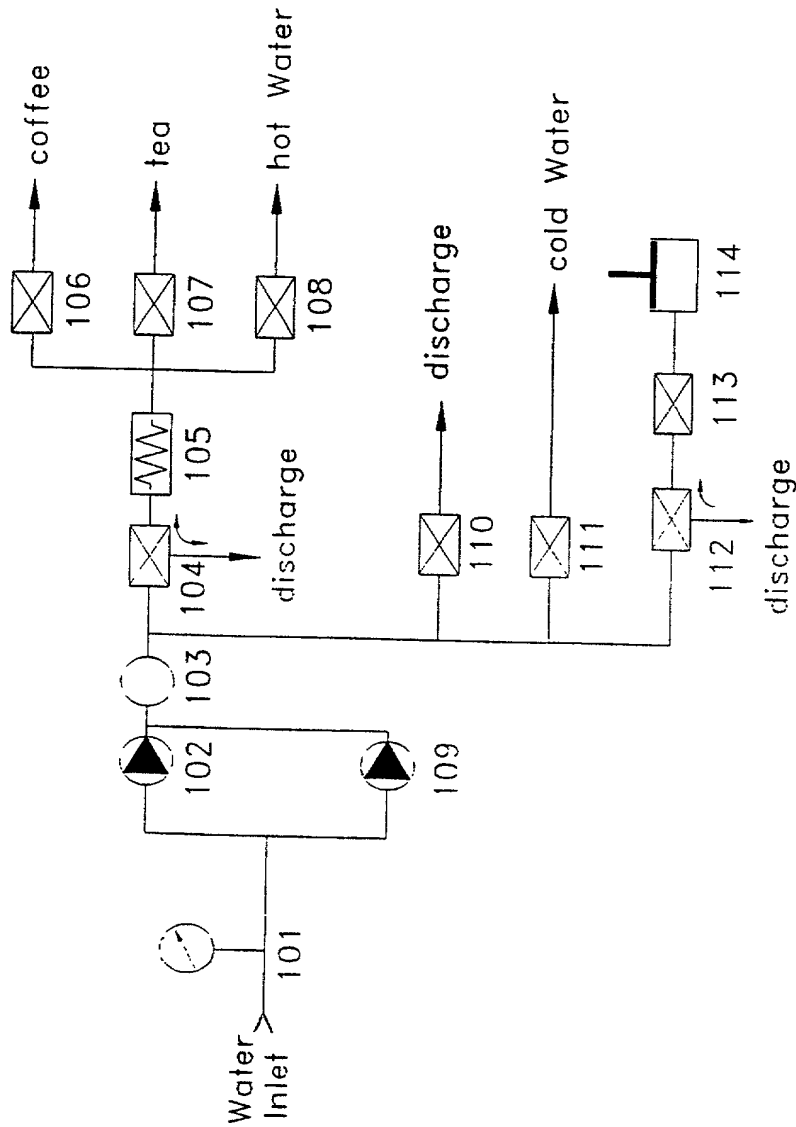 coffee
106
tea
107
hot Water
108
105
104
discharge
103
102
109
101
Water
Inlet
discharge
110
cold Water
111
114
113
112
discharge